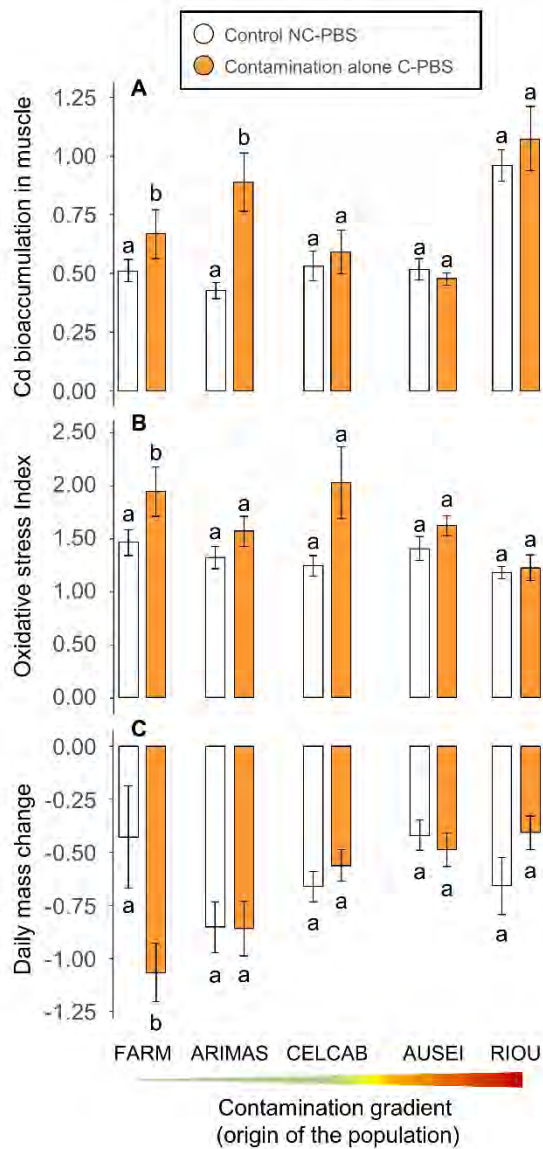 Control NC-PBS
Contamination alone C-PBS
A
Cd bioaccumulation in muscle
1.25
1.00
0.75
0.50
0.25
0.00
a b a b a a a a a a
B
Oxidative stress Index
2.50
2.00
1.50
1.00
0.50
0.00
a b a a a a a a a a
C
Daily mass change
0.00
-0.25
-0.50
-0.75
-1.00
-1.25
a b a a a a a a a a
FARM ARIMAS CELCAB AUSEI RIOU
Contamination gradient
(origin of the population)